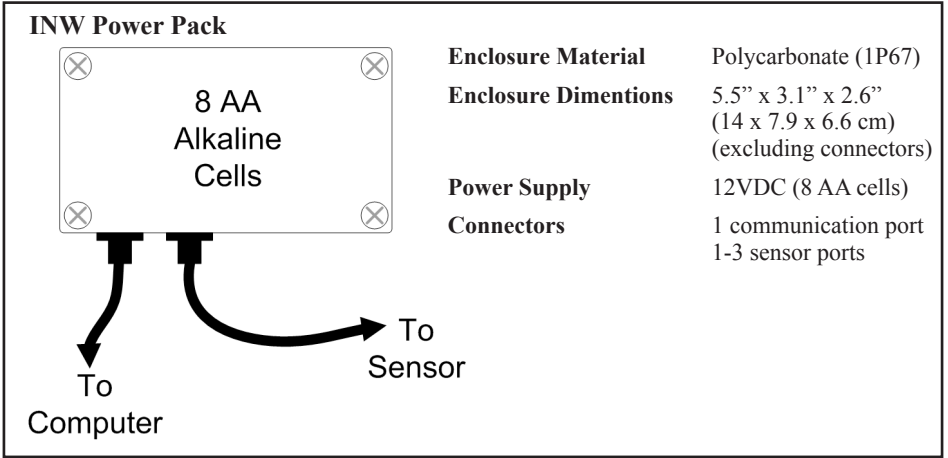 INW Power Pack
8 AA
Alkaline
Cells
To
Computer
To
Sensor
Enclosure Material Polycarbonate (1P67)
Enclosure Dimentions 5.5” x 3.1” x 2.6”
(14 x 7.9 x 6.6 cm)
(excluding connectors)
Power Supply 12VDC (8 AA cells)
Connectors 1 communication port
1-3 sensor ports